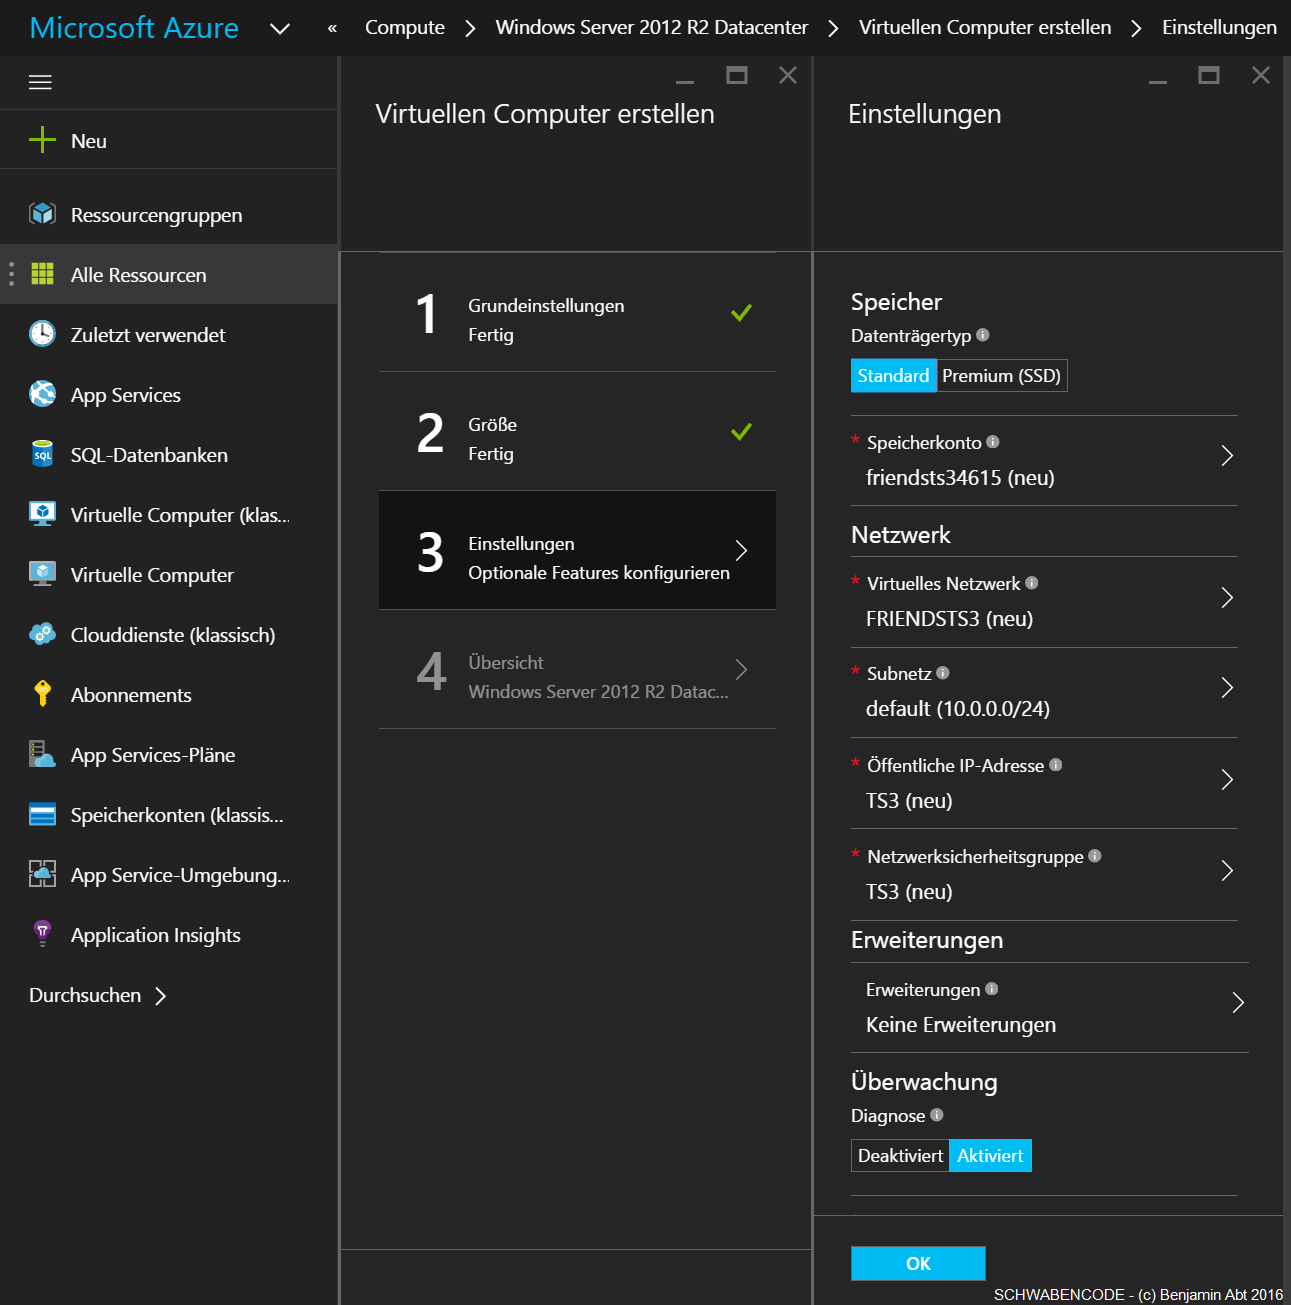 Microsoft Azure
« Compute > Windows Server 2012 R2 Datacenter > Virtuellen Computer erstellen > Einstellungen
Neu
Ressourcengruppen
Alle Ressourcen
Zuletzt verwendet
App Services
SQL-Datenbanken
Virtuelle Computer (klas...
Virtuelle Computer
Clouddienste (klassisch)
Abonnements
App Services-Pläne
Speicherkonten (klassis...
App Service-Umgebung...
Application Insights
Durchsuchen >
Virtuellen Computer erstellen
1
Grundeinstellungen
Fertig
2
Größe
Fertig
3
Einstellungen
Optionale Features konfigurieren
4
Übersicht
Windows Server 2012 R2 Datac...
Einstellungen
Speicher
Datenträgertyp
Standard Premium (SSD)
* Speicherkonto
friendsts34615 (neu)
Netzwerk
* Virtuelles Netzwerk
FRIENDSTS3 (neu)
* Subnetz
default (10.0.0.0/24)
* Öffentliche IP-Adresse
TS3 (neu)
* Netzwerksicherheitsgruppe
TS3 (neu)
Erweiterungen
Erweiterungen
Keine Erweiterungen
Überwachung
Diagnose
Deaktiviert Aktiviert
OK
SCHWABENCODE - (c) Benjamin Abt 2016